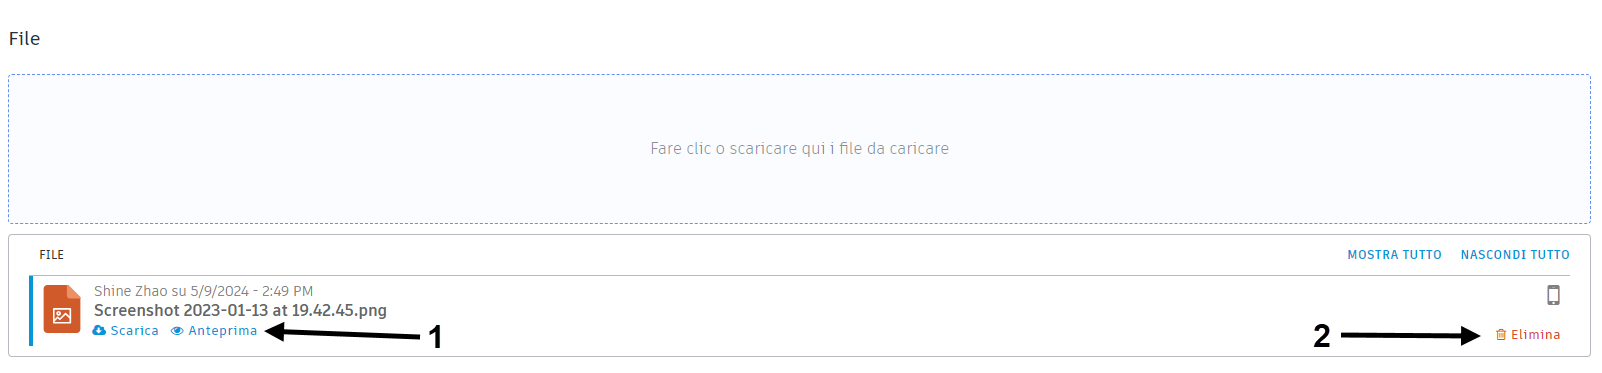 File
Fare clic o scaricare qui i file da caricare
FILE MOSTRA TUTTO NASCONDI TUTTO
Shine Zhao su 5/9/2024 - 2:49 PM
Screenshot 2023-01-13 at 19.42.45.png
Scarica Anteprima 1 2 Elimina